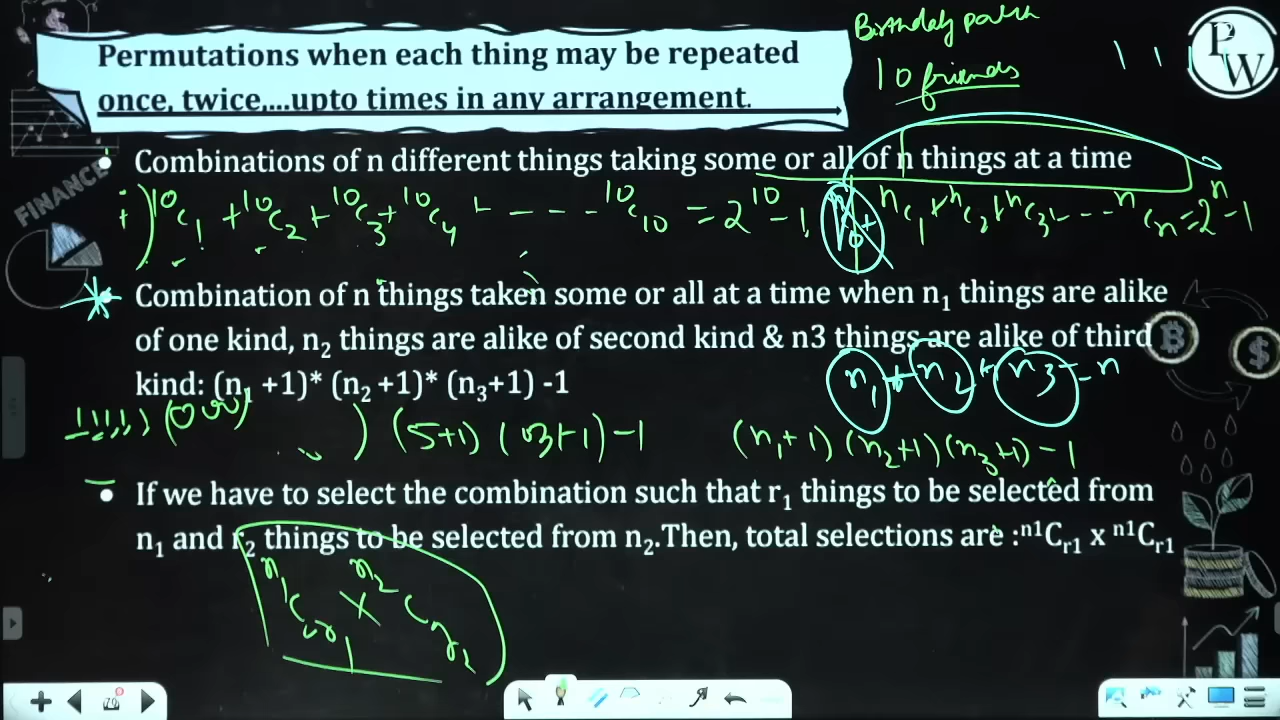 Birthday
10 friends
PW
Permutations when each thing may be repeated
once, twice,....upto times in any arrangement.
• Combinations of n different things taking some or all of n things at a time
i) ¹⁰C₁ + ¹⁰C₂ + ¹⁰C₃ + ¹⁰C₄ + - - - - ¹⁰C₁₀ = 2¹⁰ - 1
ⁿC₁ + ⁿC₂ + ⁿC₃ + - - - ⁿCₙ = 2ⁿ - 1
FINANCE
• Combination of n things taken some or all at a time when n₁ things are alike
of one kind, n₂ things are alike of second kind & n3 things are alike of third
kind: (n₁ +1)* (n₂ +1)* (n₃+1) -1
n₁ + n₂ + n₃ = n
(5+1) (3+1) -1
(n₁+1) (n₂+1) (n₃+1) -1
• If we have to select the combination such that r₁ things to be selected from
n₁ and r₂ things to be selected from n₂.Then, total selections are :ⁿ¹Cᵣ₁ x ⁿ¹Cᵣ₁
ⁿ¹Cᵣ₁ × ⁿ²Cᵣ₂